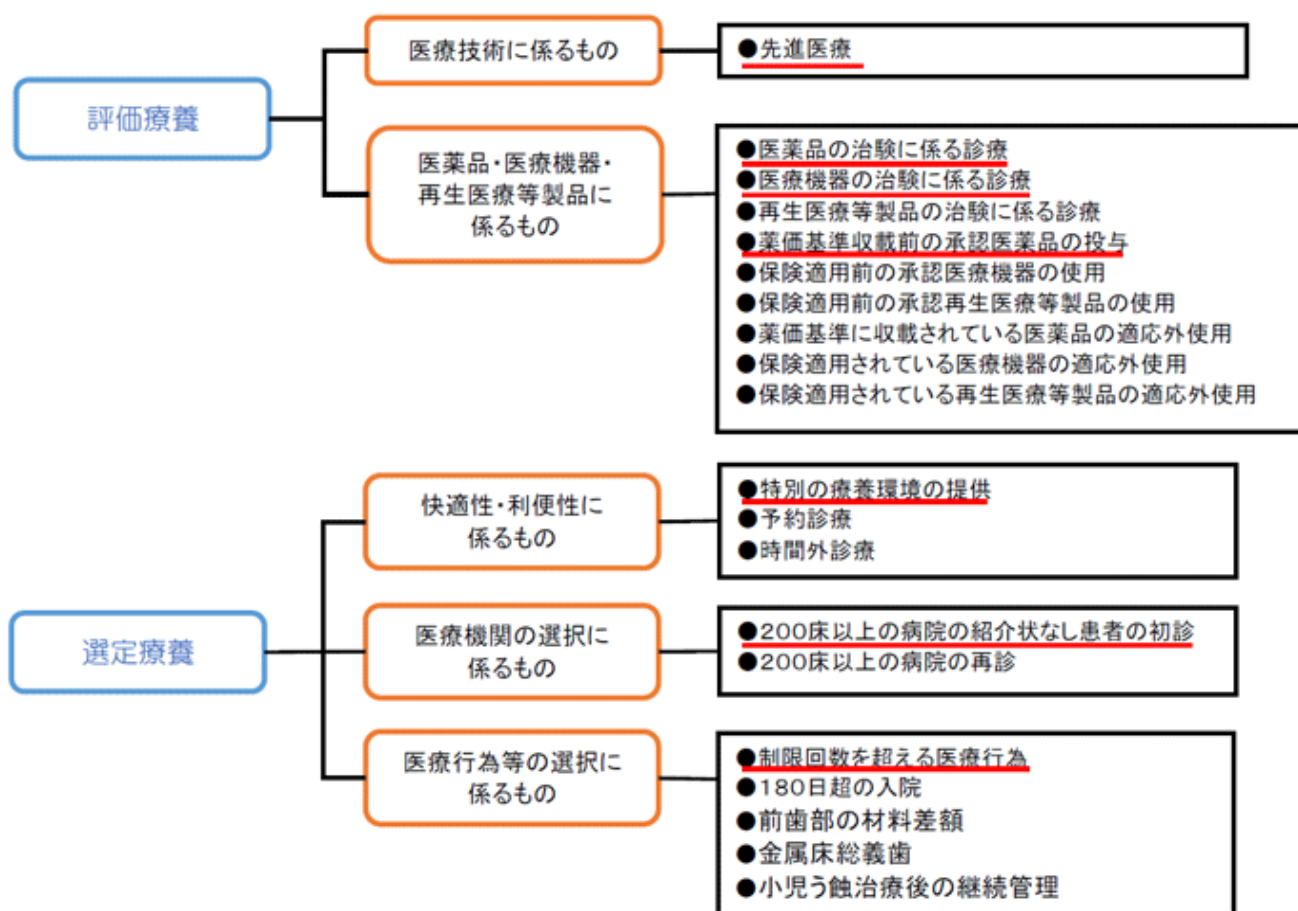 評価療養
医療技術に係るもの
●先進医療
医薬品・医療機器・
再生医療等製品に
係るもの
●医薬品の治験に係る診療
●医療機器の治験に係る診療
●再生医療等製品の治験に係る診療
●薬価基準収載前の承認医薬品の投与
●保険適用前の承認医療機器の使用
●保険適用前の承認再生医療等製品の使用
●薬価基準に収載されている医薬品の適応外使用
●保険適用されている医療機器の適応外使用
●保険適用されている再生医療等製品の適応外使用
選定療養
快適性・利便性に
係るもの
●特別の療養環境の提供
●予約診療
●時間外診療
医療機関の選択に
係るもの
●200床以上の病院の紹介状なし患者の初診
●200床以上の病院の再診
医療行為等の選択に
係るもの
●制限回数を超える医療行為
●180日超の入院
●前歯部の材料差額
●金属床総義歯
●小児う蝕治療後の継続管理